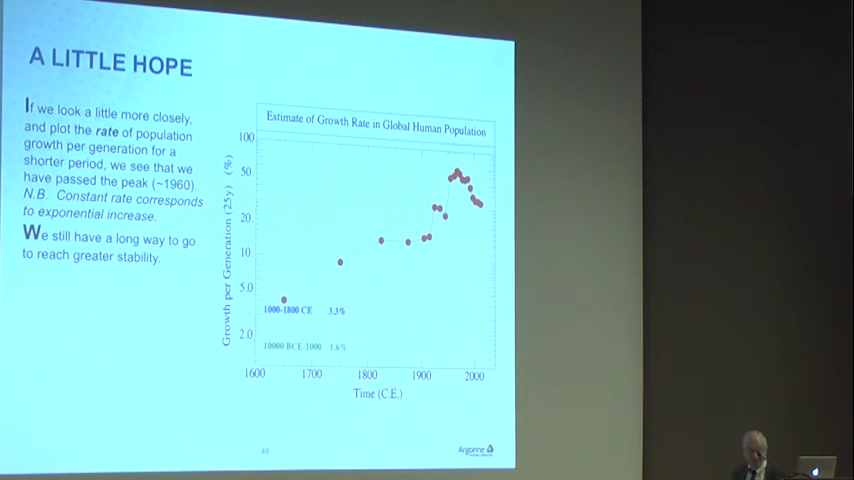 A LITTLE HOPE
If we look a little more closely,
and plot the rate of population
growth per generation for a
shorter period, we see that we
have passed the peak (~1960).
N.B. Constant rate corresponds
to exponential increase.
We still have a long way to go
to reach greater stability.
Estimate of Growth Rate in Global Human Population
Growth per Generation (25y) (%)
100
50.
20.
10.
5.0
2.0
1000-1800 CE 3.3%
10000 BCE-1000 1.6%
1600 1700 1800 1900 2000
Time (C.E.)
49
Argonne